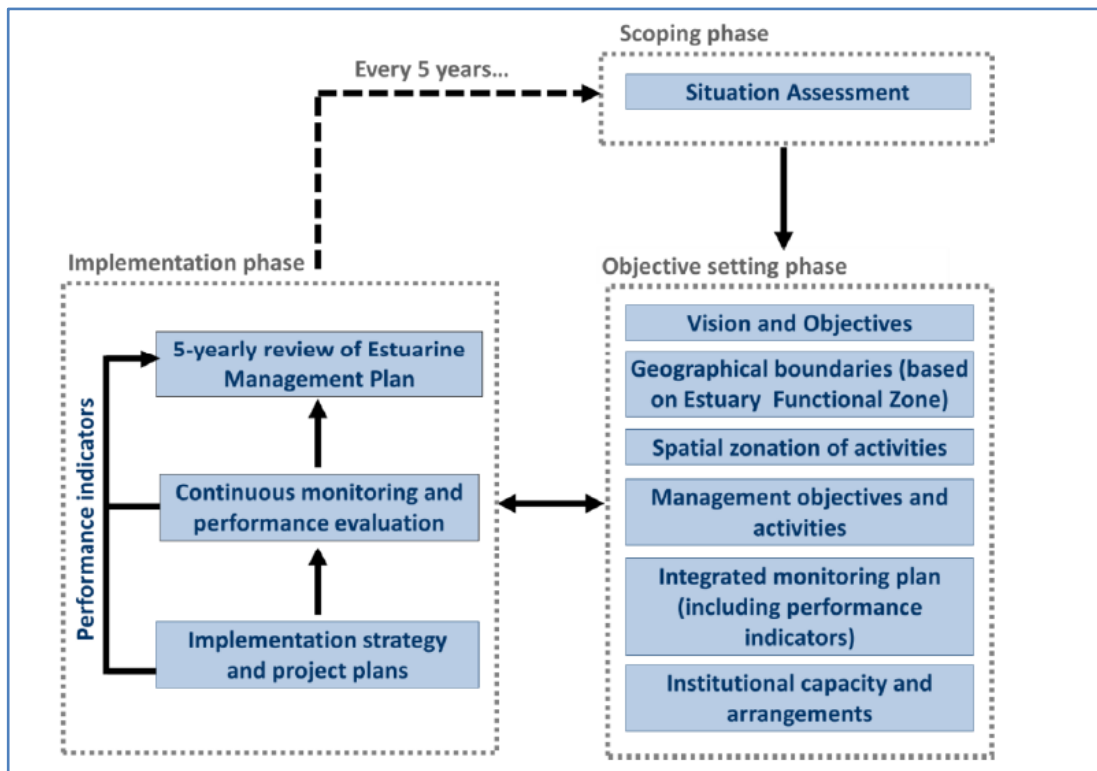 Scoping phase
Situation Assessment
Every 5 years...
Implementation phase
5-yearly review of Estuarine
Management Plan
Continuous monitoring and
performance evaluation
Implementation strategy
and project plans
Performance indicators
Objective setting phase
Vision and Objectives
Geographical boundaries (based
on Estuary Functional Zone)
Spatial zonation of activities
Management objectives and
activities
Integrated monitoring plan
(including performance
indicators)
Institutional capacity and
arrangements